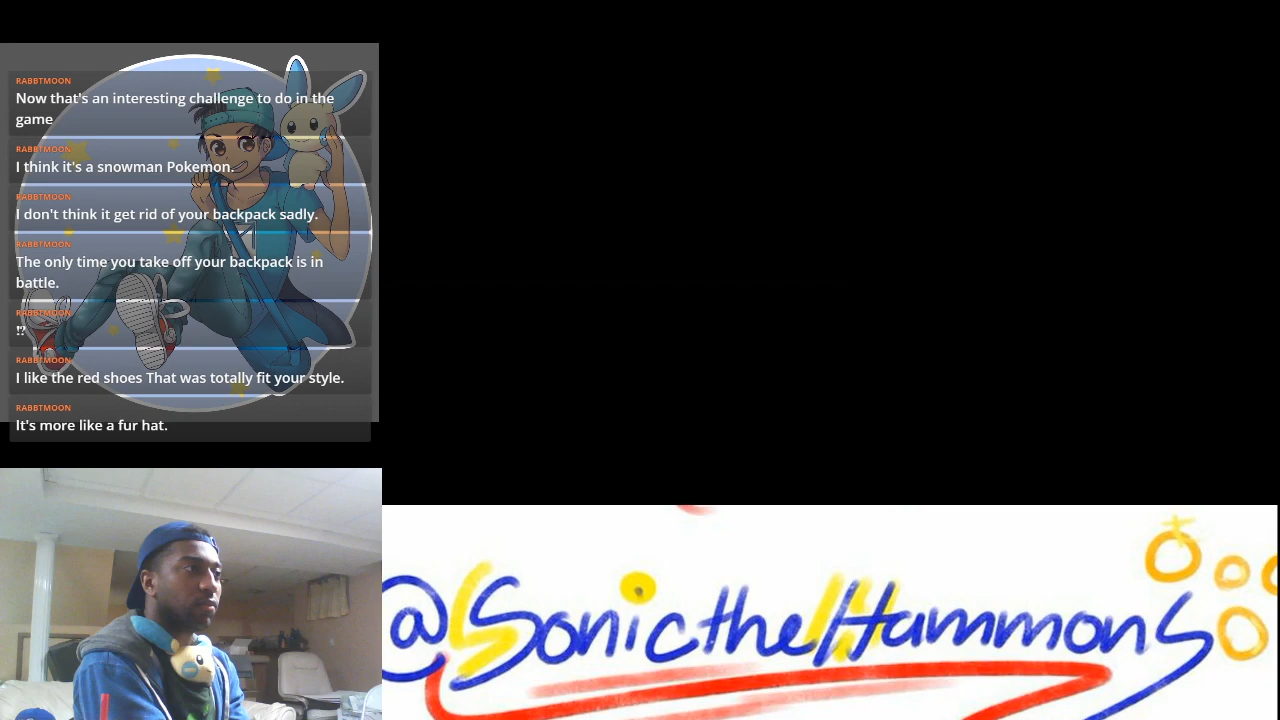 RABBTMOON
Now that's an interesting challenge to do in the
game
RABBTMOON
I think it's a snowman Pokemon.
RABBTMOON
I don't think it get rid of your backpack sadly.
RABBTMOON
The only time you take off your backpack is in
battle.
RABBTMOON
!?
RABBTMOON
I like the red shoes That was totally fit your style.
RABBTMOON
It's more like a fur hat.
@SonictheHammons